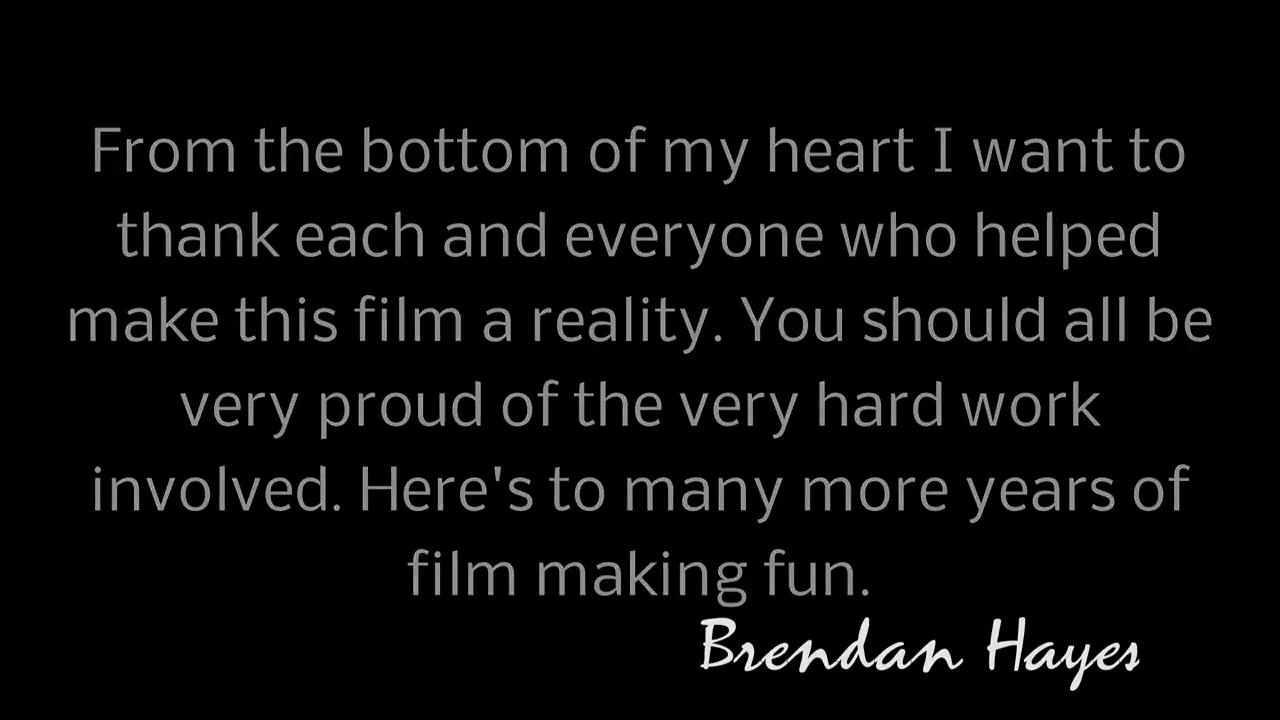 From the bottom of my heart I want to
thank each and everyone who helped
make this film a reality. You should all be
very proud of the very hard work
involved. Here's to many more years of
film making fun.
Brendan Hayes